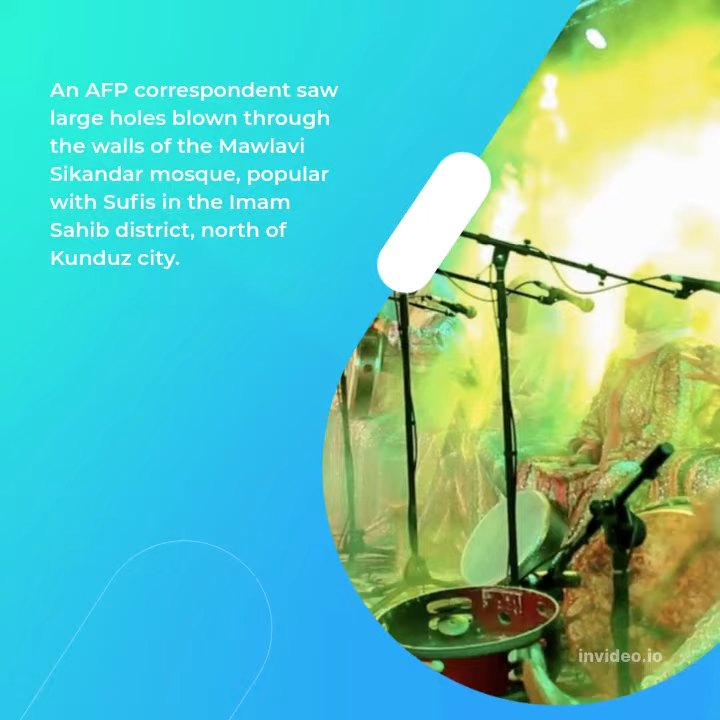 An AFP correspondent saw
large holes blown through
the walls of the Mawlavi
Sikandar mosque, popular
with Sufis in the Imam
Sahib district, north of
Kunduz city.
invideo.io